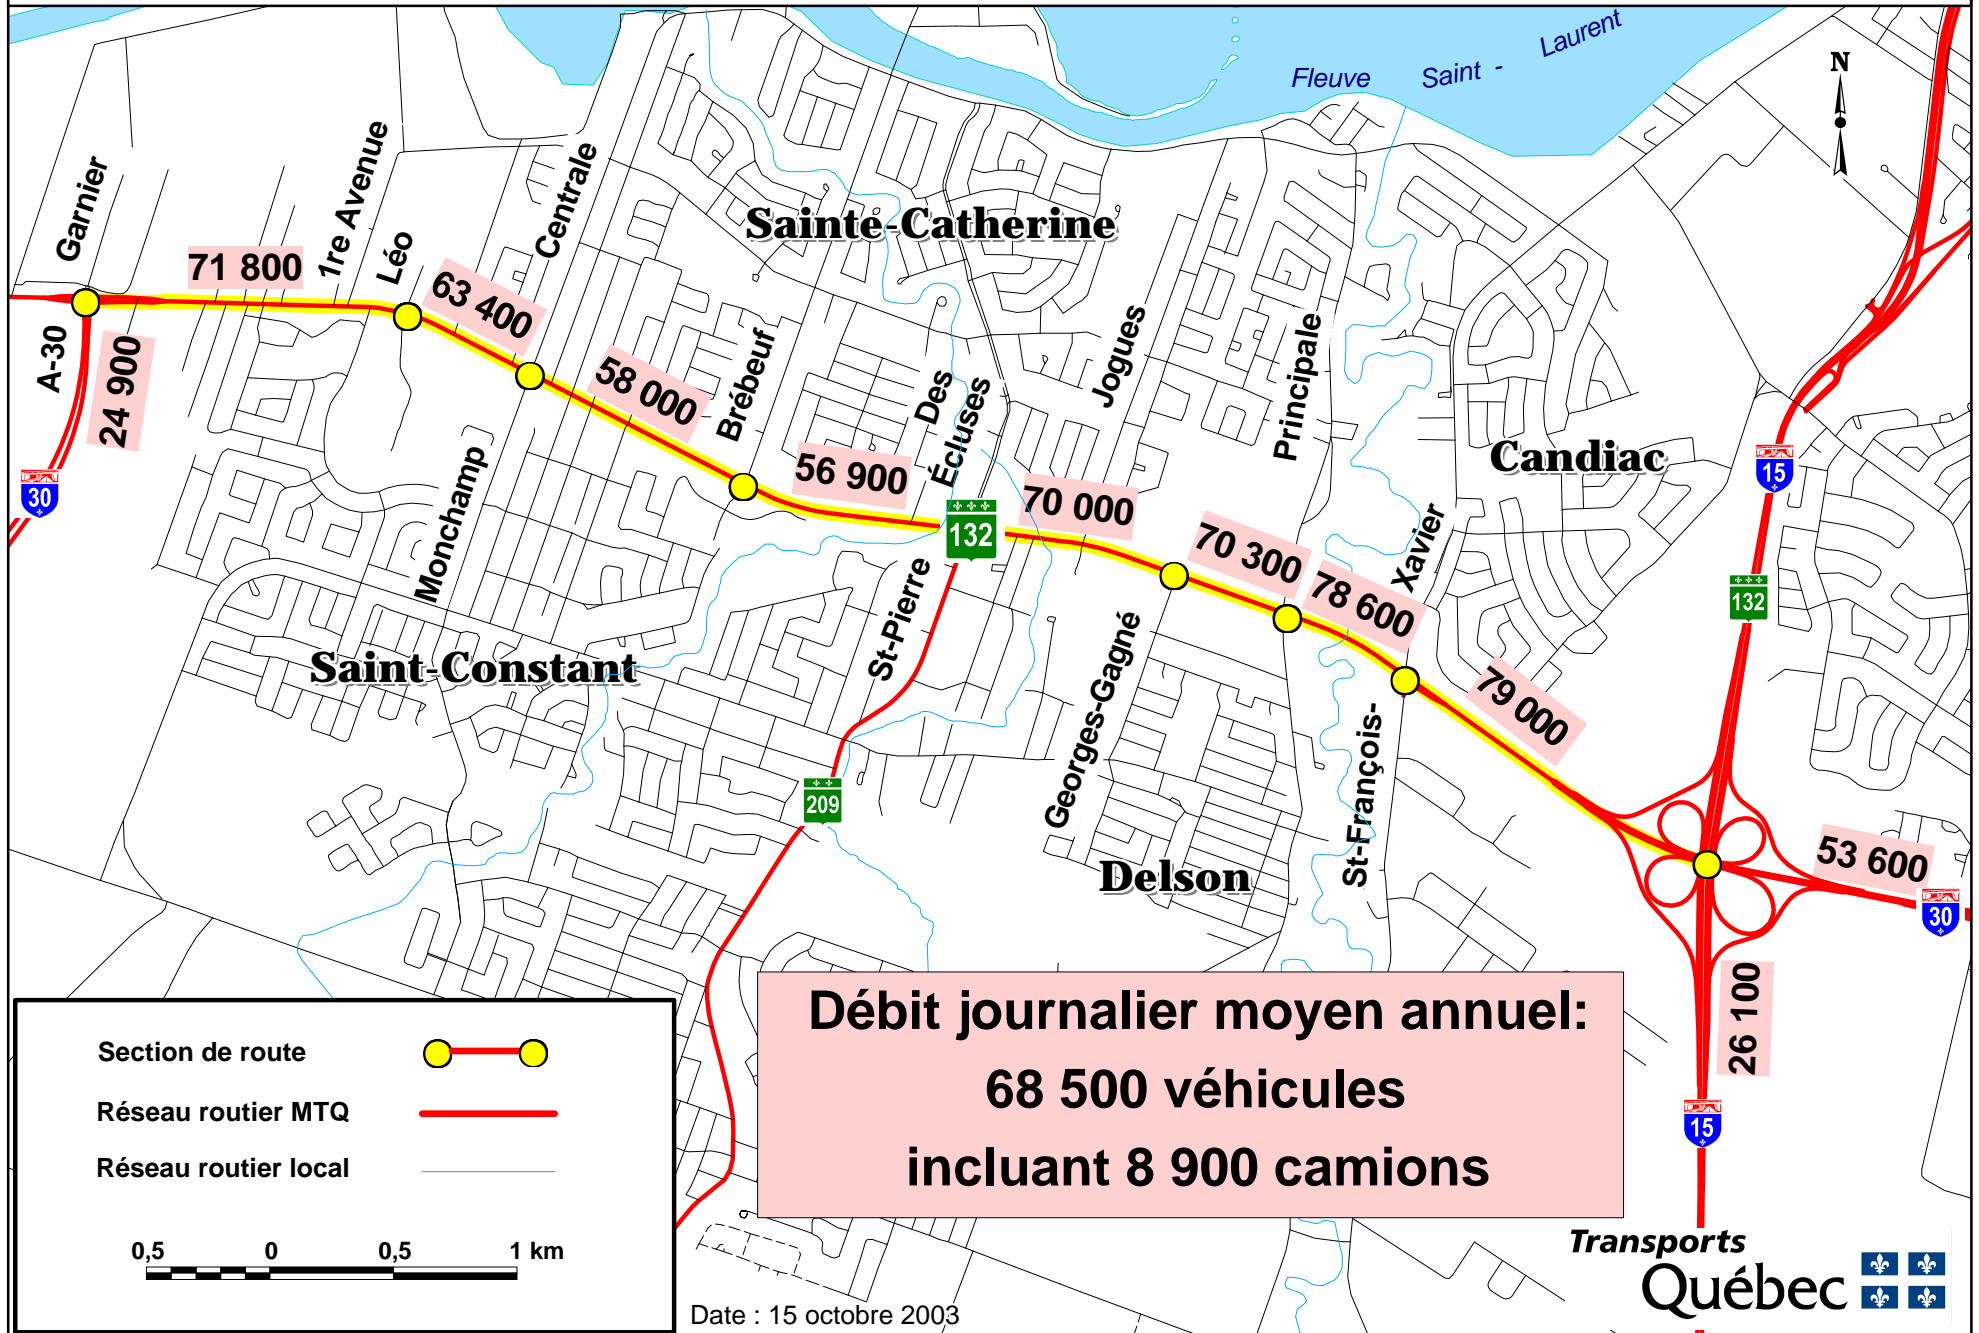 Fleuve Saint - Laurent
N
Garnier
71 800
1re Avenue
Léo
63 400
Centrale
Sainte-Catherine
A-30
24 900
30
58 000
Brébeuf
Monchamp
56 900
Des
Écluses
132
70 000
Jogues
70 300
Principale
78 600
Xavier
Candiac
15
132
St-Pierre
Saint-Constant
Georges-Gagné
79 000
St-François-
209
Delson
53 600
30
26 100
15
Débit journalier moyen annuel:
68 500 véhicules
incluant 8 900 camions
Section de route
Réseau routier MTQ
Réseau routier local
0,5 0 0,5 1 km
Date : 15 octobre 2003
Transports
Québec